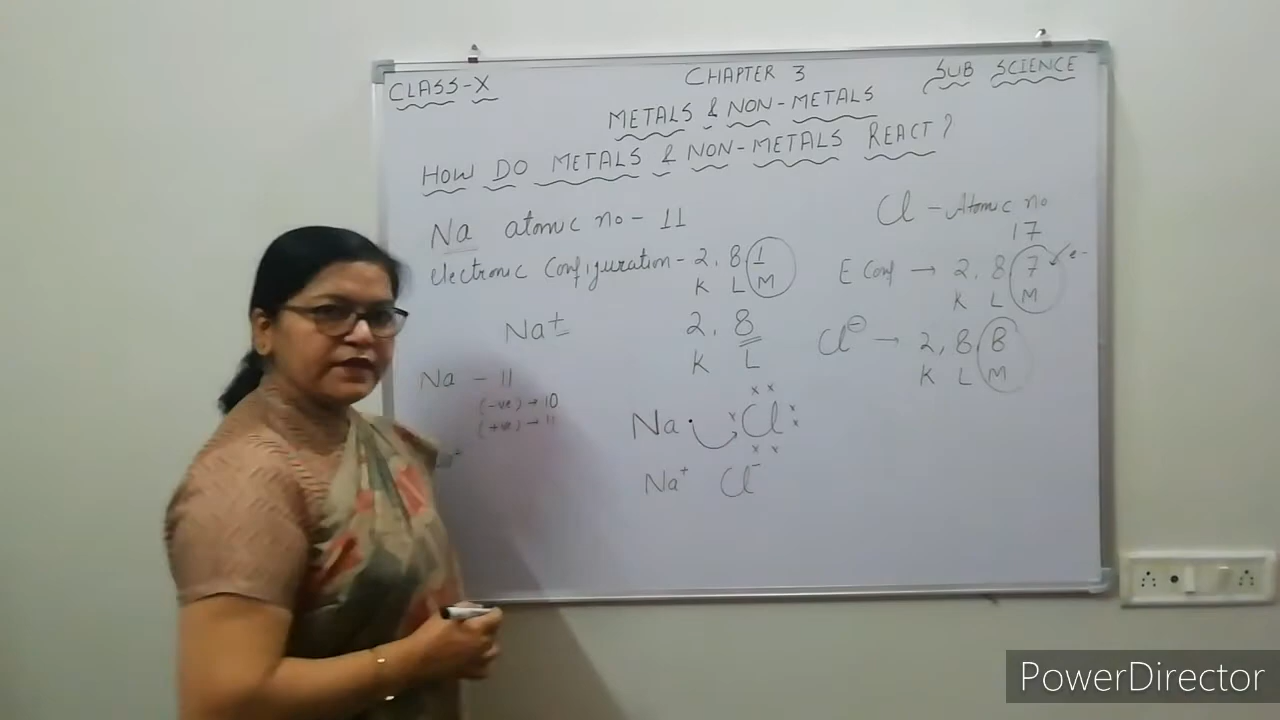 CLASS-X
CHAPTER 3
SUB SCIENCE
METALS & NON-METALS
HOW DO METALS & NON-METALS REACT?
Na atomic no - 11
electronic Configuration - 2, 8 1
K L M
Na+
2, 8
K L
Na - 11
(-ve) → 10
(+ve) → 11
Cl - Atomic no
17
E Conf → 2, 8 7 e-
K L M
Cl⊖ → 2, 8 8
K L M
Na • x Cl
Na+ Cl-
PowerDirector